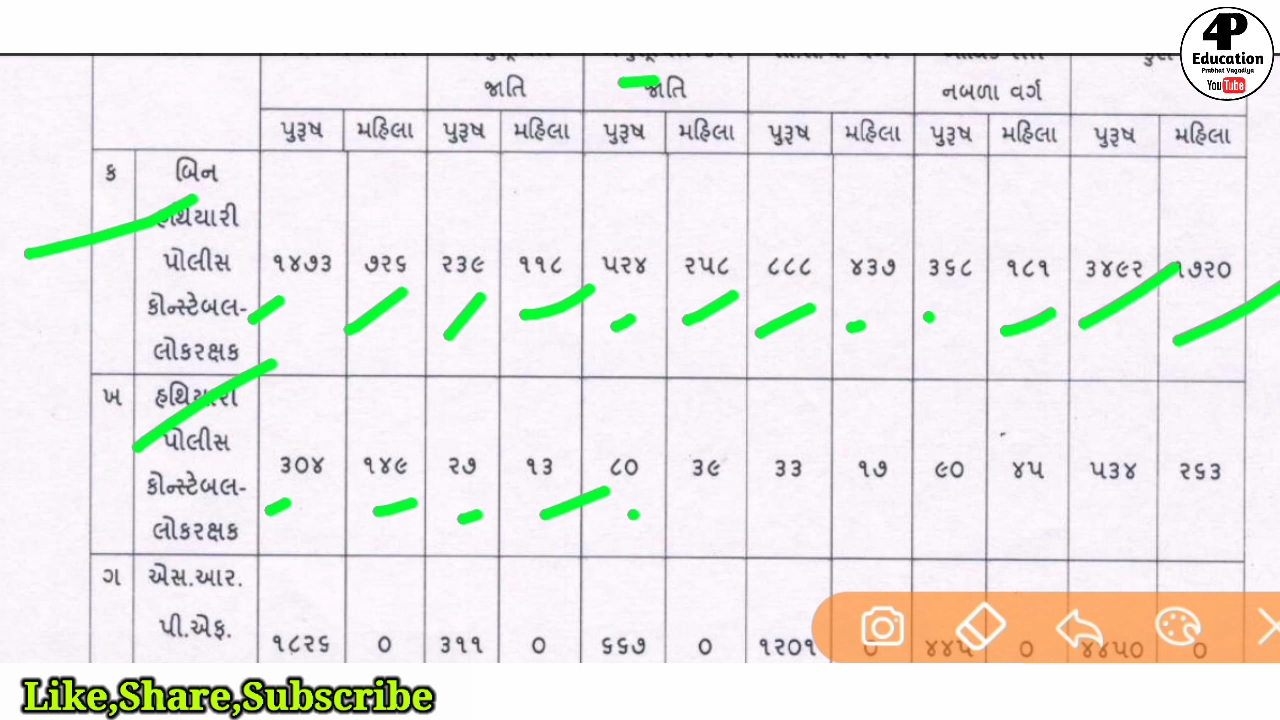 4P
Education
Prabhat Vagadiya
YouTube
જાતિ જાતિ નબળા વર્ગ
પુરૂષ મહિલા પુરૂષ મહિલા પુરૂષ મહિલા પુરૂષ મહિલા પુરૂષ મહિલા પુરૂષ મહિલા
ક બિન
હથિયારી
પોલીસ ૧૪૭૩ ૭૨૬ ૨૩૯ ૧૧૮ ૫૨૪ ૨૫૮ ૮૮૮ ૪૩૭ ૩૬૮ ૧૮૧ ૩૪૯૨ ૧૭૨૦
કોન્સ્ટેબલ-
લોકરક્ષક
ખ હથિયારી
પોલીસ
૩૦૪ ૧૪૯ ૨૭ ૧૩ ૮૦ ૩૯ ૩૩ ૧૭ ૯૦ ૪૫ ૫૩૪ ૨૬૩
કોન્સ્ટેબલ-
લોકરક્ષક
ગ એસ.આર.
પી.એફ.
૧૮૨૬ ૦ ૩૧૧ ૦ ૬૬૭ ૦ ૧૨૦૧ ૦ ૪૪૫ ૦ ૪૪૫૦ ૦
Like,Share,Subscribe